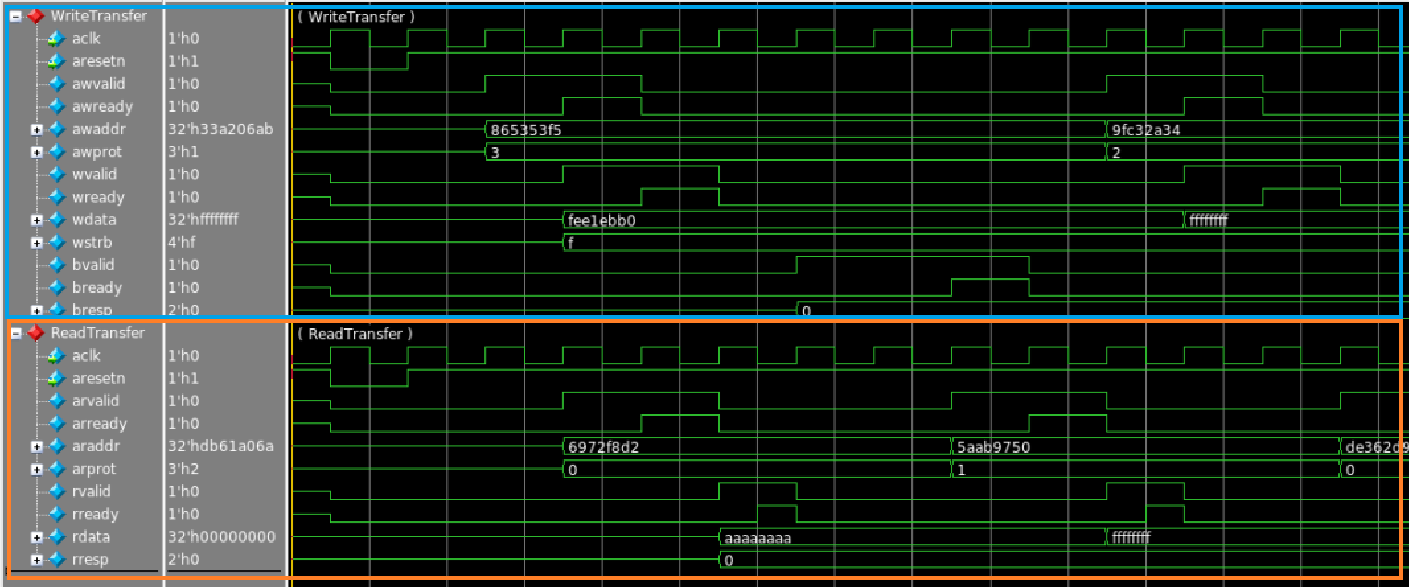 WriteTransfer ( WriteTransfer )
aclk 1'h0
aresetn 1'h1
awvalid 1'h0
awready 1'h0
awaddr 32'h33a206ab 865353f5 9fc32a34
awprot 3'h1 3 2
wvalid 1'h0
wready 1'h0
wdata 32'hffffffff fee1ebb0 ffffffff
wstrb 4'hf f
bvalid 1'h0
bready 1'h0
bresp 2'h0 0
ReadTransfer ( ReadTransfer )
aclk 1'h0
aresetn 1'h1
arvalid 1'h0
arready 1'h0
araddr 32'hdb61a06a 6972f8d2 5aab9750 de362d9
arprot 3'h2 0 1 0
rvalid 1'h0
rready 1'h0
rdata 32'h00000000 aaaaaaaa ffffffff
rresp 2'h0 0